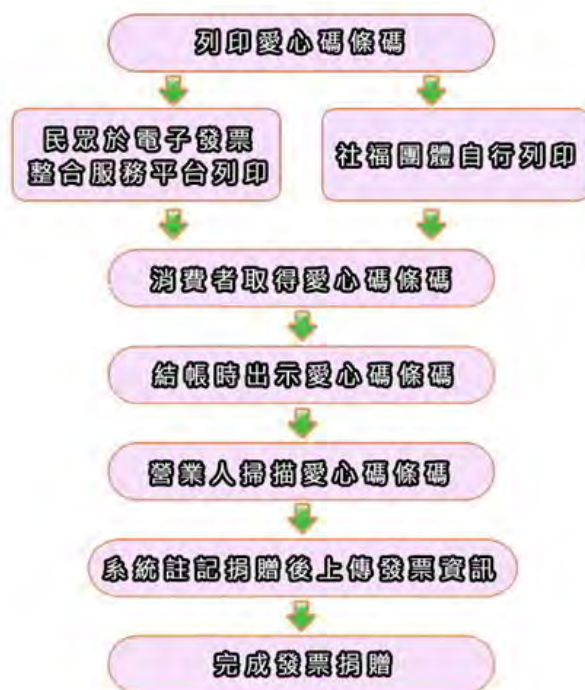 列印愛心碼條碼
民眾於電子發票
整合服務平台列印
社福團體自行列印
消費者取得愛心碼條碼
結帳時出示愛心碼條碼
營業人掃描愛心碼條碼
系統註記捐贈後上傳發票資訊
完成發票捐贈